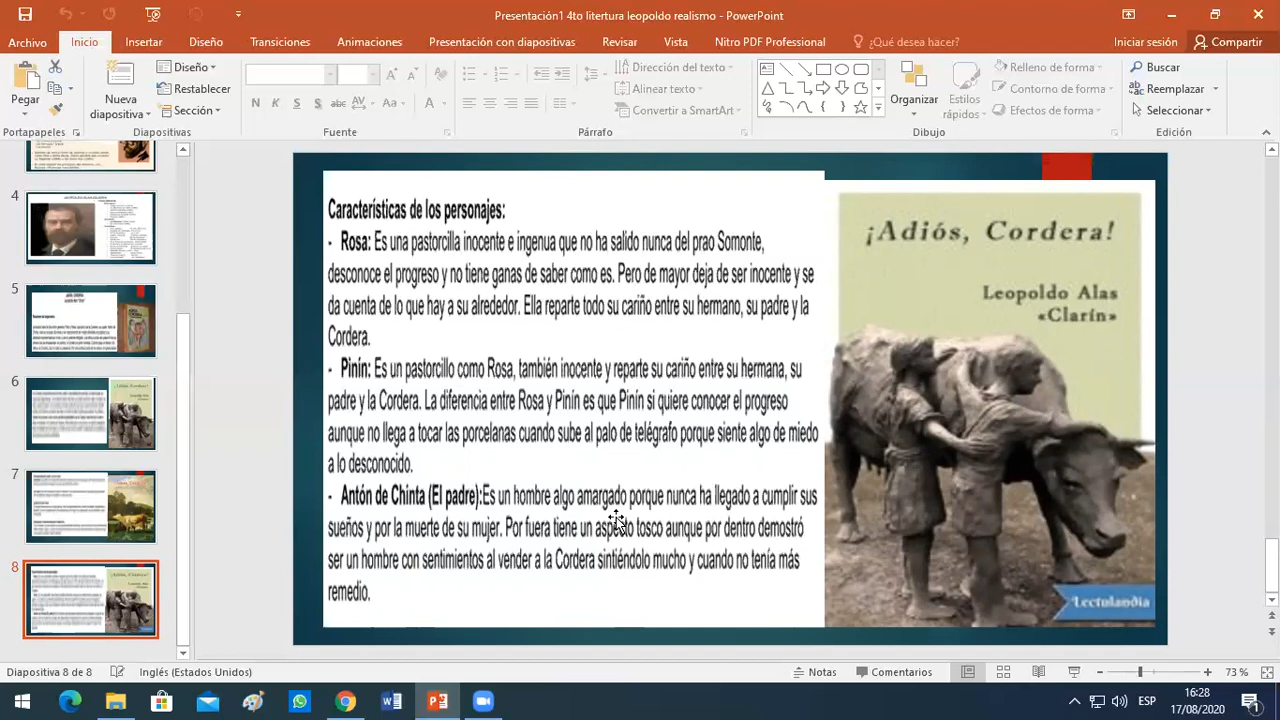 Presentación1 4to litertura leopoldo realismo - PowerPoint
Archivo Inicio Insertar Diseño Transiciones Animaciones Presentación con diapositivas Revisar Vista Nitro PDF Professional ¿Qué desea hacer? Iniciar sesión Compartir
Pegar
Nueva diapositiva
Diseño
Restablecer
Sección
N K S S abc AV Aa A
Dirección del texto
Alinear texto
Convertir a SmartArt
Organizar
Estilos rápidos
Relleno de forma
Contorno de forma
Efectos de forma
Buscar
Reemplazar
Seleccionar
Portapapeles Diapositivas Fuente Párrafo Dibujo
4
5
6
7
8
Características de los personajes:
- Rosa: Es una pastorcilla inocente e ingenua que no ha salido nunca del prao Somonte,
desconoce el progreso y no tiene ganas de saber como es. Pero de mayor deja de ser inocente y se
da cuenta de lo que hay a su alrededor. Ella reparte todo su cariño entre su hermano, su padre y la
Cordera.
- Pinín: Es un pastorcillo como Rosa, también inocente y reparte su cariño entre su hermana, su
padre y la Cordera. La diferencia entre Rosa y Pinín es que Pinín si quiere conocer el progreso
aunque no llega a tocar las porcelanas cuando sube al palo de telégrafo porque siente algo de miedo
a lo desconocido.
- Antón de Chinta (El padre): Es un hombre algo amargado porque nunca ha llegado a cumplir sus
sueños y por la muerte de su mujer. Por fuera tiene un aspecto tosco aunque por dentro demostró
ser un hombre con sentimientos al vender a la Cordera sintiéndolo mucho y cuando no tenía más
remedio.
¡Adiós, Cordera!
Leopoldo Alas
«Clarín»
Lectulandia
Diapositiva 8 de 8 Inglés (Estados Unidos) Notas Comentarios 73 %
ESP 16:28
17/08/2020